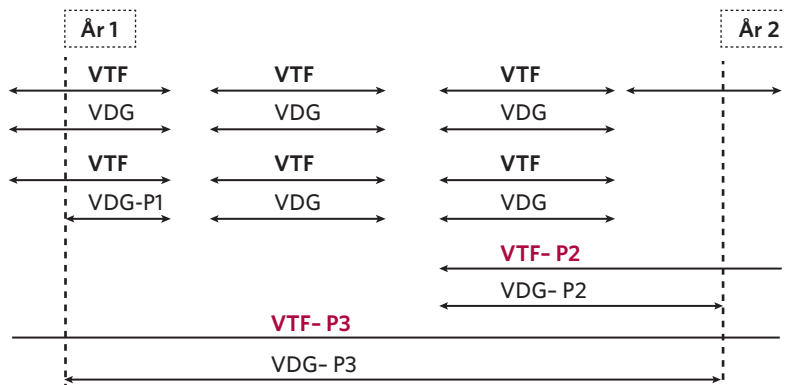 År 1 År 2
VTF VTF VTF
VDG VDG VDG
VTF VTF VTF
VDG-P1 VDG VDG
VTF– P2
VDG– P2
VTF– P3
VDG– P3